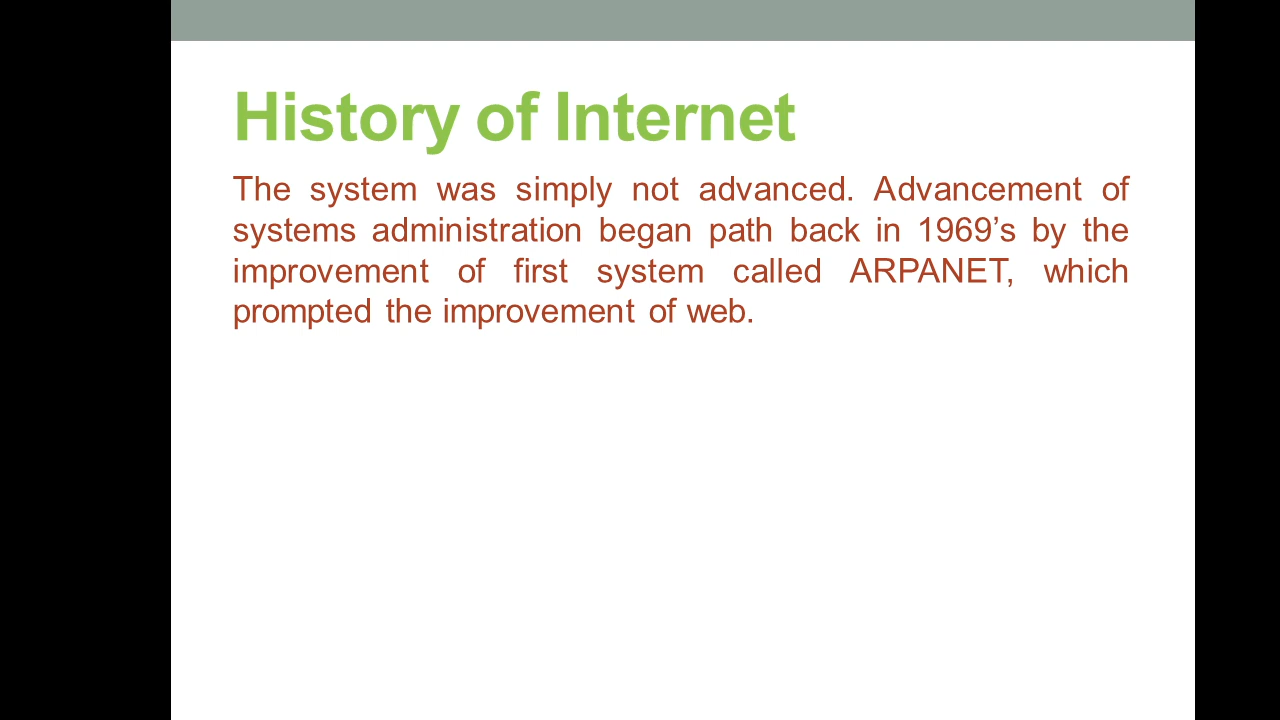 History of Internet
The system was simply not advanced. Advancement of
systems administration began path back in 1969’s by the
improvement of first system called ARPANET, which
prompted the improvement of web.